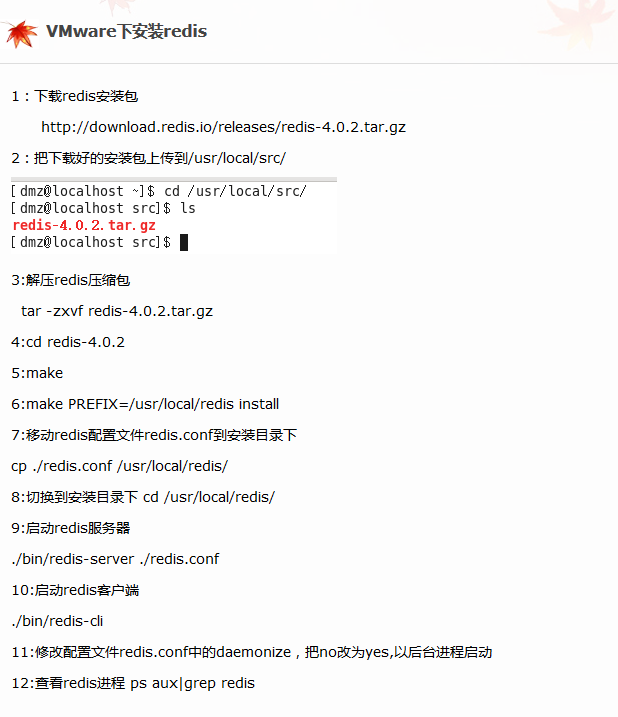 VMware下安装redis
1：下载redis安装包
http://download.redis.io/releases/redis-4.0.2.tar.gz
2：把下载好的安装包上传到/usr/local/src/
[dmz@localhost ~]$ cd /usr/local/src/
[dmz@localhost src]$ ls
redis-4.0.2.tar.gz
[dmz@localhost src]$
3:解压redis压缩包
tar -zxvf redis-4.0.2.tar.gz
4:cd redis-4.0.2
5:make
6:make PREFIX=/usr/local/redis install
7:移动redis配置文件redis.conf到安装目录下
cp ./redis.conf /usr/local/redis/
8:切换到安装目录下 cd /usr/local/redis/
9:启动redis服务器
./bin/redis-server ./redis.conf
10:启动redis客户端
./bin/redis-cli
11:修改配置文件redis.conf中的daemonize，把no改为yes,以后台进程启动
12:查看redis进程 ps aux|grep redis